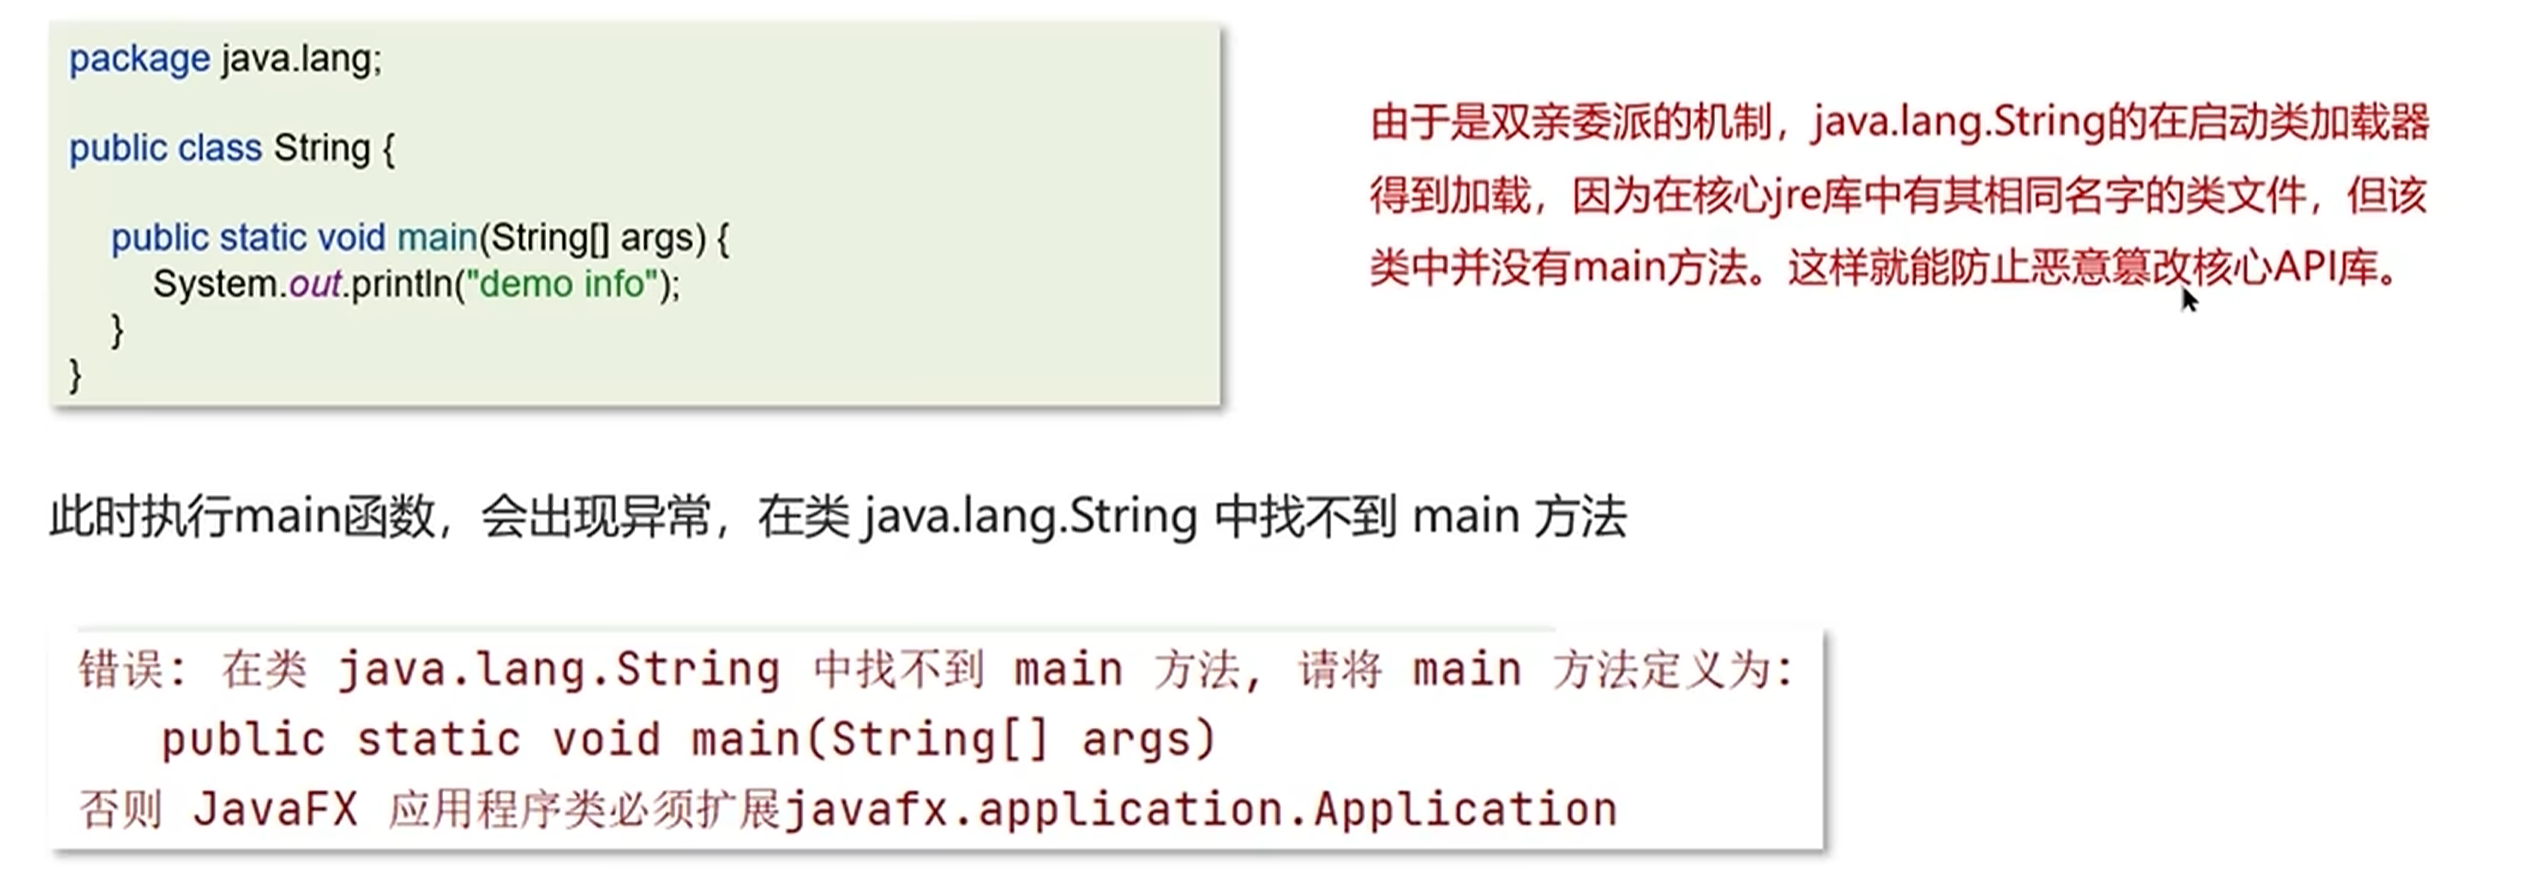 package java.lang;
public class String {
public static void main(String[] args) {
System.out.println("demo info");
}
}
由于是双亲委派的机制，java.lang.String的在启动类加载器
得到加载，因为在核心jre库中有其相同名字的类文件，但该
类中并没有main方法。这样就能防止恶意篡改核心API库。
此时执行main函数，会出现异常，在类 java.lang.String 中找不到 main 方法
错误: 在类 java.lang.String 中找不到 main 方法, 请将 main 方法定义为:
public static void main(String[] args)
否则 JavaFX 应用程序类必须扩展javafx.application.Application